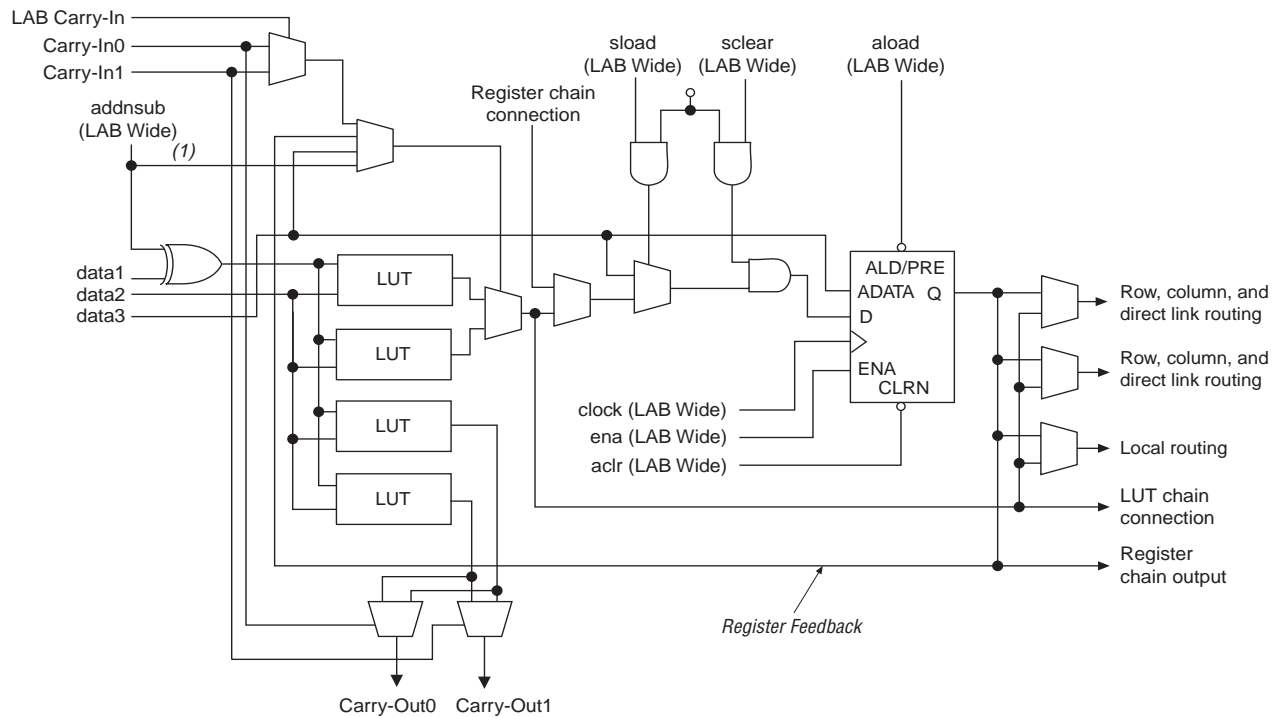 LAB Carry-In
Carry-In0
Carry-In1
addnsub
(LAB Wide)
(1)
Register chain
connection
sload
(LAB Wide)
sclear
(LAB Wide)
aload
(LAB Wide)
data1
data2
data3
LUT
LUT
LUT
LUT
ALD/PRE
ADATA
Q
D
ENA
CLRN
clock (LAB Wide)
ena (LAB Wide)
aclr (LAB Wide)
Row, column, and
direct link routing
Row, column, and
direct link routing
Local routing
LUT chain
connection
Register
chain output
Register Feedback
Carry-Out0
Carry-Out1